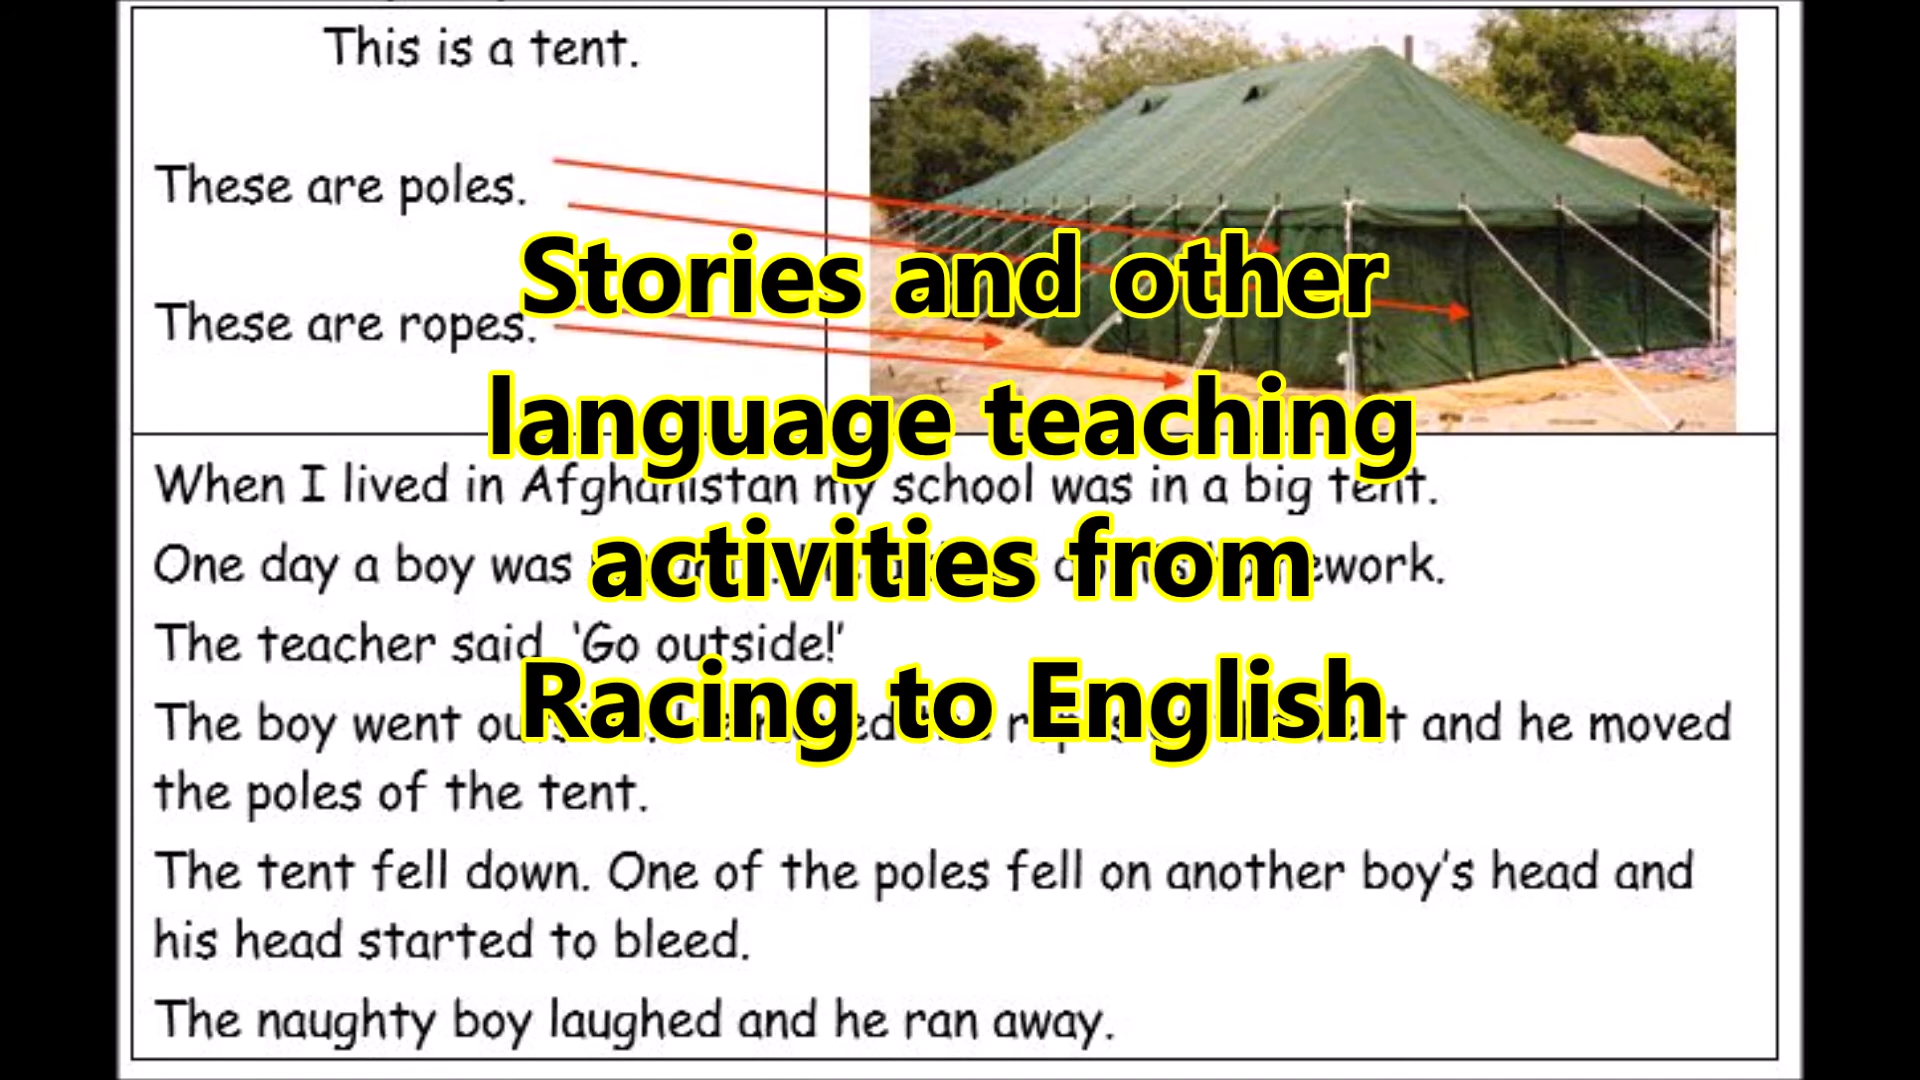 This is a tent.
These are poles.
These are ropes.
Stories and other
language teaching
activities from
Racing to English
When I lived in Afghanistan my school was in a big tent.
One day a boy was
The teacher said, ‘Go outside!’
The boy went and he moved
the poles of the tent.
The tent fell down. One of the poles fell on another boy’s head and
his head started to bleed.
The naughty boy laughed and he ran away.